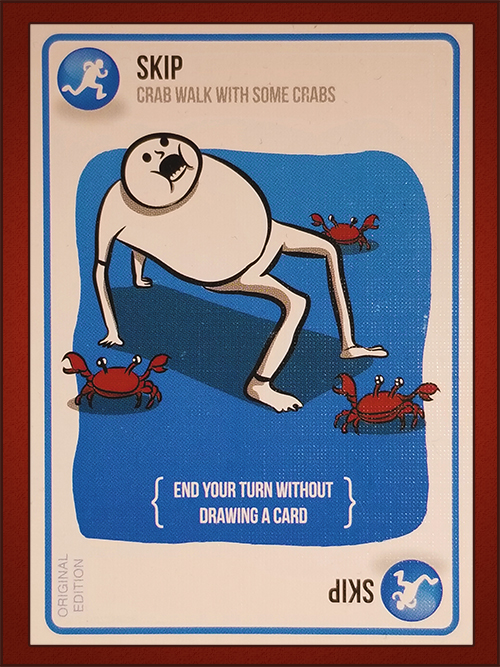 SKIP
CRAB WALK WITH SOME CRABS
END YOUR TURN WITHOUT
DRAWING A CARD
ORIGINAL
EDITION
SKIP